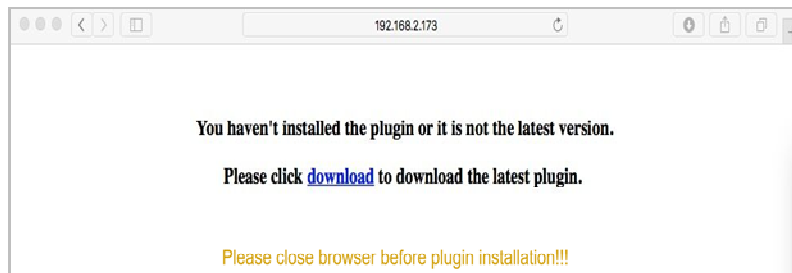 192.168.2.173
You haven't installed the plugin or it is not the latest version.
Please click download to download the latest plugin.
Please close browser before plugin installation!!!